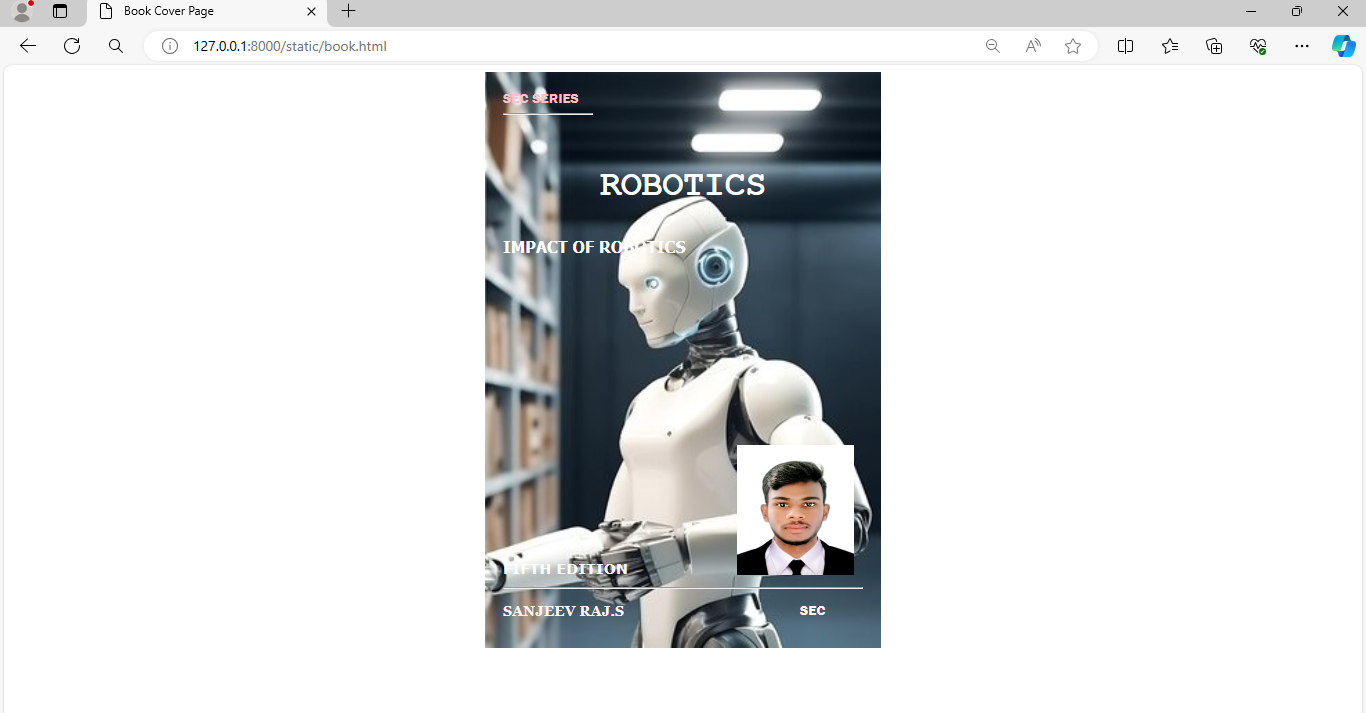 Book Cover Page
127.0.0.1:8000/static/book.html
SEC SERIES
ROBOTICS
IMPACT OF ROBOTICS
FIFTH EDITION
SANJEEV RAJ.S
SEC